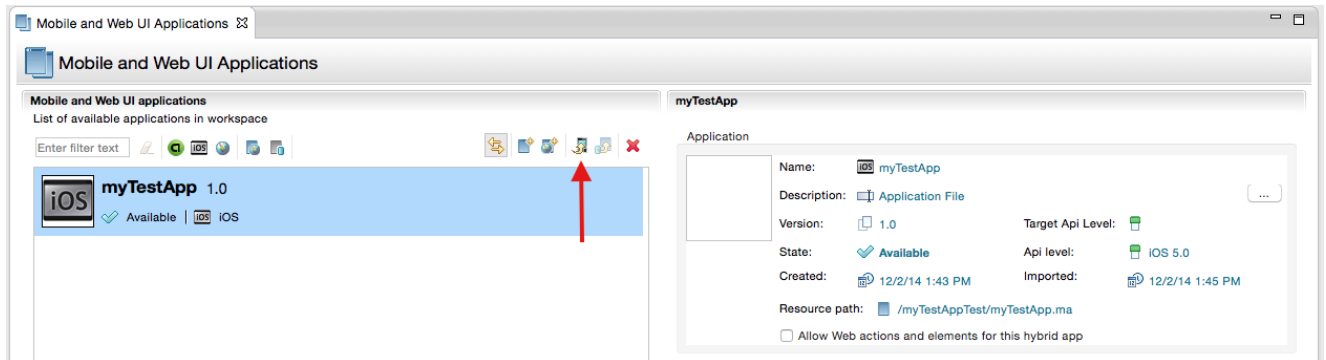 Mobile and Web UI Applications
Mobile and Web UI Applications
Mobile and Web UI applications
List of available applications in workspace
Enter filter text
iOS
iOS
myTestApp 1.0
Available | iOS iOS
myTestApp
Application
Name: iOS myTestApp
Description: Application File
...
Version: 1.0
Target Api Level:
State: Available
Api level: iOS 5.0
Created: 12/2/14 1:43 PM
Imported: 12/2/14 1:45 PM
Resource path: /myTestAppTest/myTestApp.ma
Allow Web actions and elements for this hybrid app